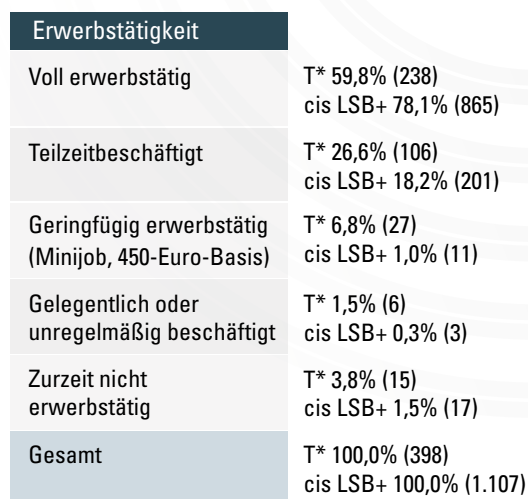 Erwerbstätigkeit
Voll erwerbstätig
T* 59,8% (238)
cis LSB+ 78,1% (865)
Teilzeitbeschäftigt
T* 26,6% (106)
cis LSB+ 18,2% (201)
Geringfügig erwerbstätig
(Minijob, 450-Euro-Basis)
T* 6,8% (27)
cis LSB+ 1,0% (11)
Gelegentlich oder
unregelmäßig beschäftigt
T* 1,5% (6)
cis LSB+ 0,3% (3)
Zurzeit nicht
erwerbstätig
T* 3,8% (15)
cis LSB+ 1,5% (17)
Gesamt
T* 100,0% (398)
cis LSB+ 100,0% (1.107)